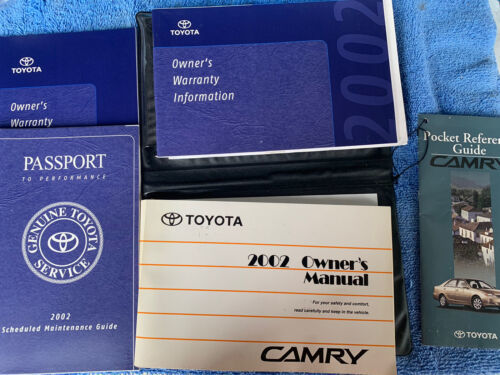 TOYOTA
Owner's
Warranty
TOYOTA
Owner's
Warranty
Information
2002
PASSPORT
TO PERFORMANCE
GENUINE TOYOTA
SERVICE
2002
Scheduled Maintenance Guide
TOYOTA
2002 Owner's
Manual
For your safety and comfort,
read carefully and keep in the vehicle.
CAMRY
Pocket Referen
Guide
CAMRY
TOYOTA